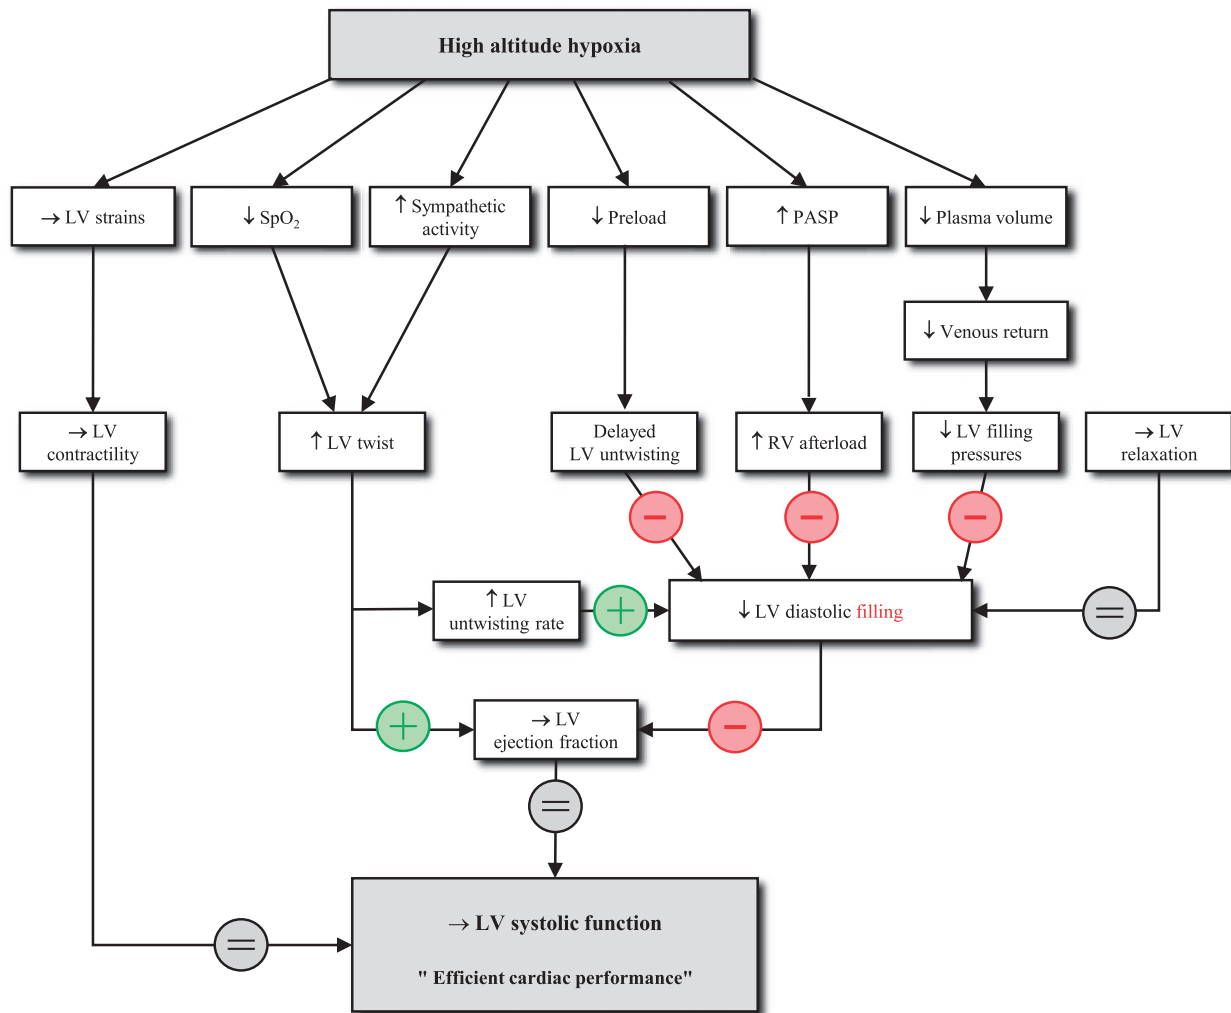 High altitude hypoxia
→ LV strains
↓ SpO₂
↑ Sympathetic
activity
↓ Preload
↑ PASP
↓ Plasma volume
↓ Venous return
→ LV
contractility
↑ LV twist
Delayed
LV untwisting
↑ RV afterload
↓ LV filling
pressures
→ LV
relaxation
−
−
−
↑ LV
untwisting rate
+
↓ LV diastolic filling
=
+
→ LV
ejection fraction
−
=
→ LV systolic function
=
" Efficient cardiac performance"